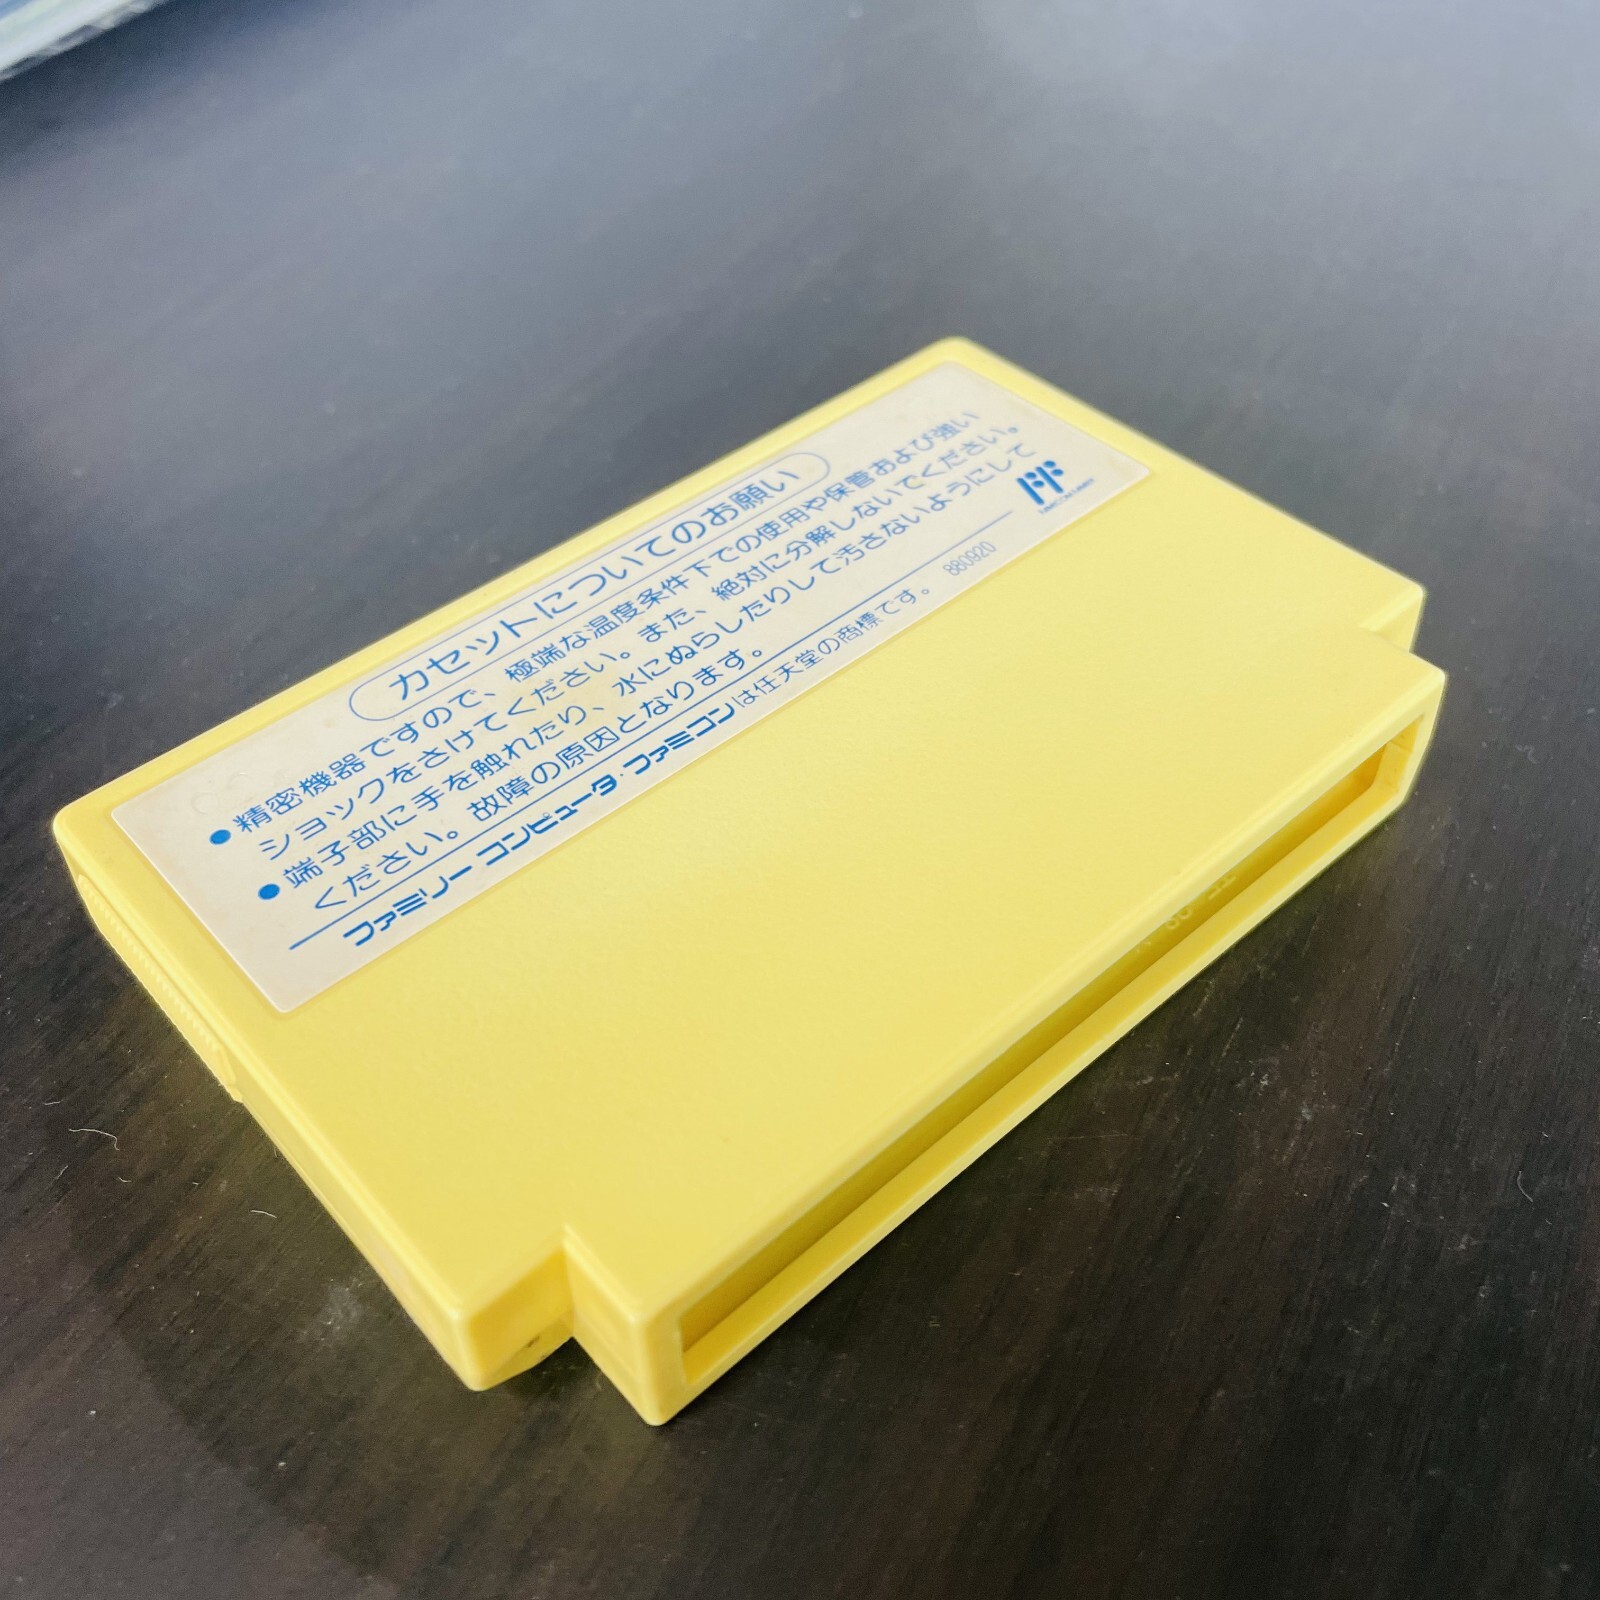 カセットについてのお願い
●精密機器ですので、極端な温度条件下での使用や保管および強い
ショックをさけてください。また、絶対に分解しないでください。
●端子部に手を触れたり、水にぬらしたりして汚さないようにして
ください。故障の原因となります。
ファミリー コンピュータ・ファミコンは任天堂の商標です。
880920
FF